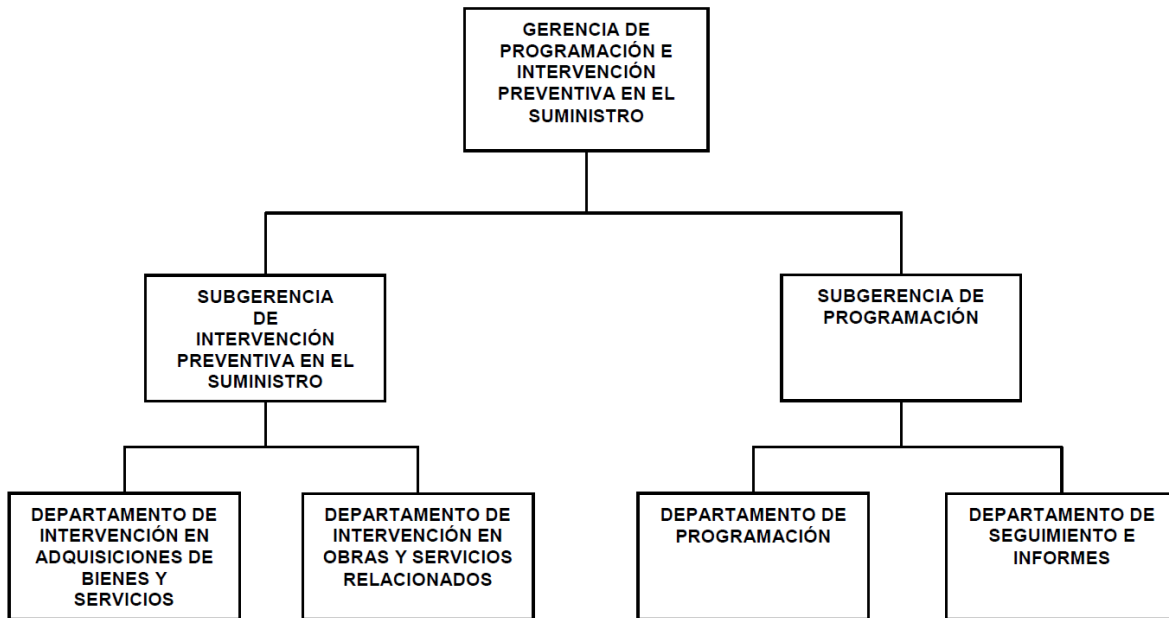 GERENCIA DE
PROGRAMACIÓN E
INTERVENCIÓN
PREVENTIVA EN EL
SUMINISTRO
SUBGERENCIA
DE
INTERVENCIÓN
PREVENTIVA EN EL
SUMINISTRO
SUBGERENCIA DE
PROGRAMACIÓN
DEPARTAMENTO DE
INTERVENCIÓN EN
ADQUISICIONES DE
BIENES Y
SERVICIOS
DEPARTAMENTO DE
INTERVENCIÓN EN
OBRAS Y SERVICIOS
RELACIONADOS
DEPARTAMENTO DE
PROGRAMACIÓN
DEPARTAMENTO DE
SEGUIMIENTO E
INFORMES